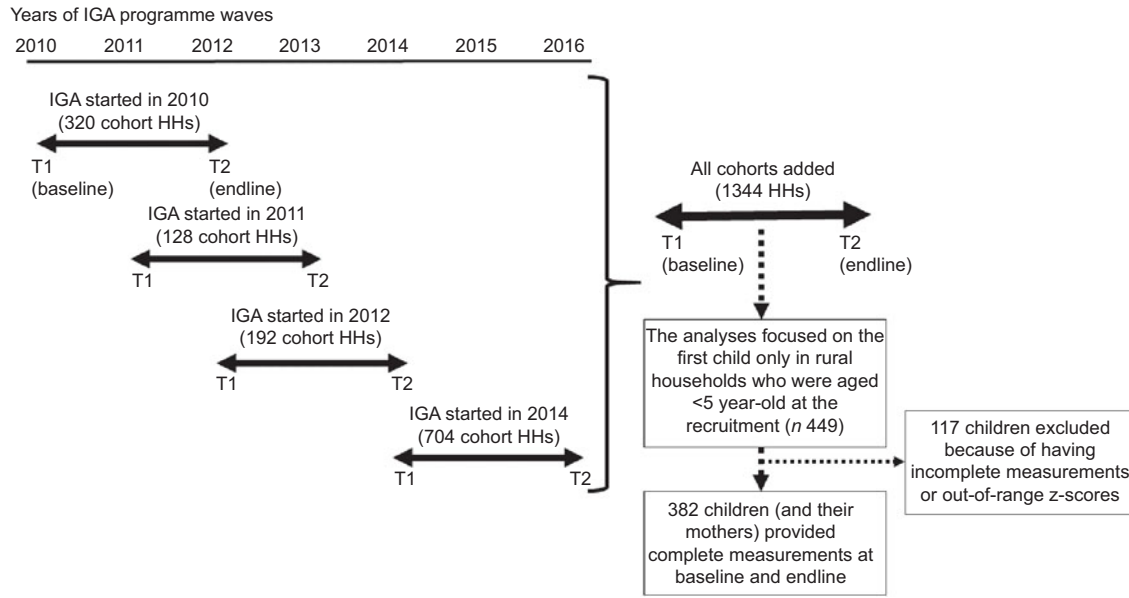 Years of IGA programme waves
2010 2011 2012 2013 2014 2015 2016
IGA started in 2010
(320 cohort HHs)
T1
(baseline)
T2
(endline)
IGA started in 2011
(128 cohort HHs)
T1 T2
IGA started in 2012
(192 cohort HHs)
T1 T2
IGA started in 2014
(704 cohort HHs)
T1 T2
All cohorts added
(1344 HHs)
T1
(baseline)
T2
(endline)
The analyses focused on the
first child only in rural
households who were aged
<5 year-old at the
recruitment (n 449)
117 children excluded
because of having
incomplete measurements
or out-of-range z-scores
382 children (and their
mothers) provided
complete measurements at
baseline and endline